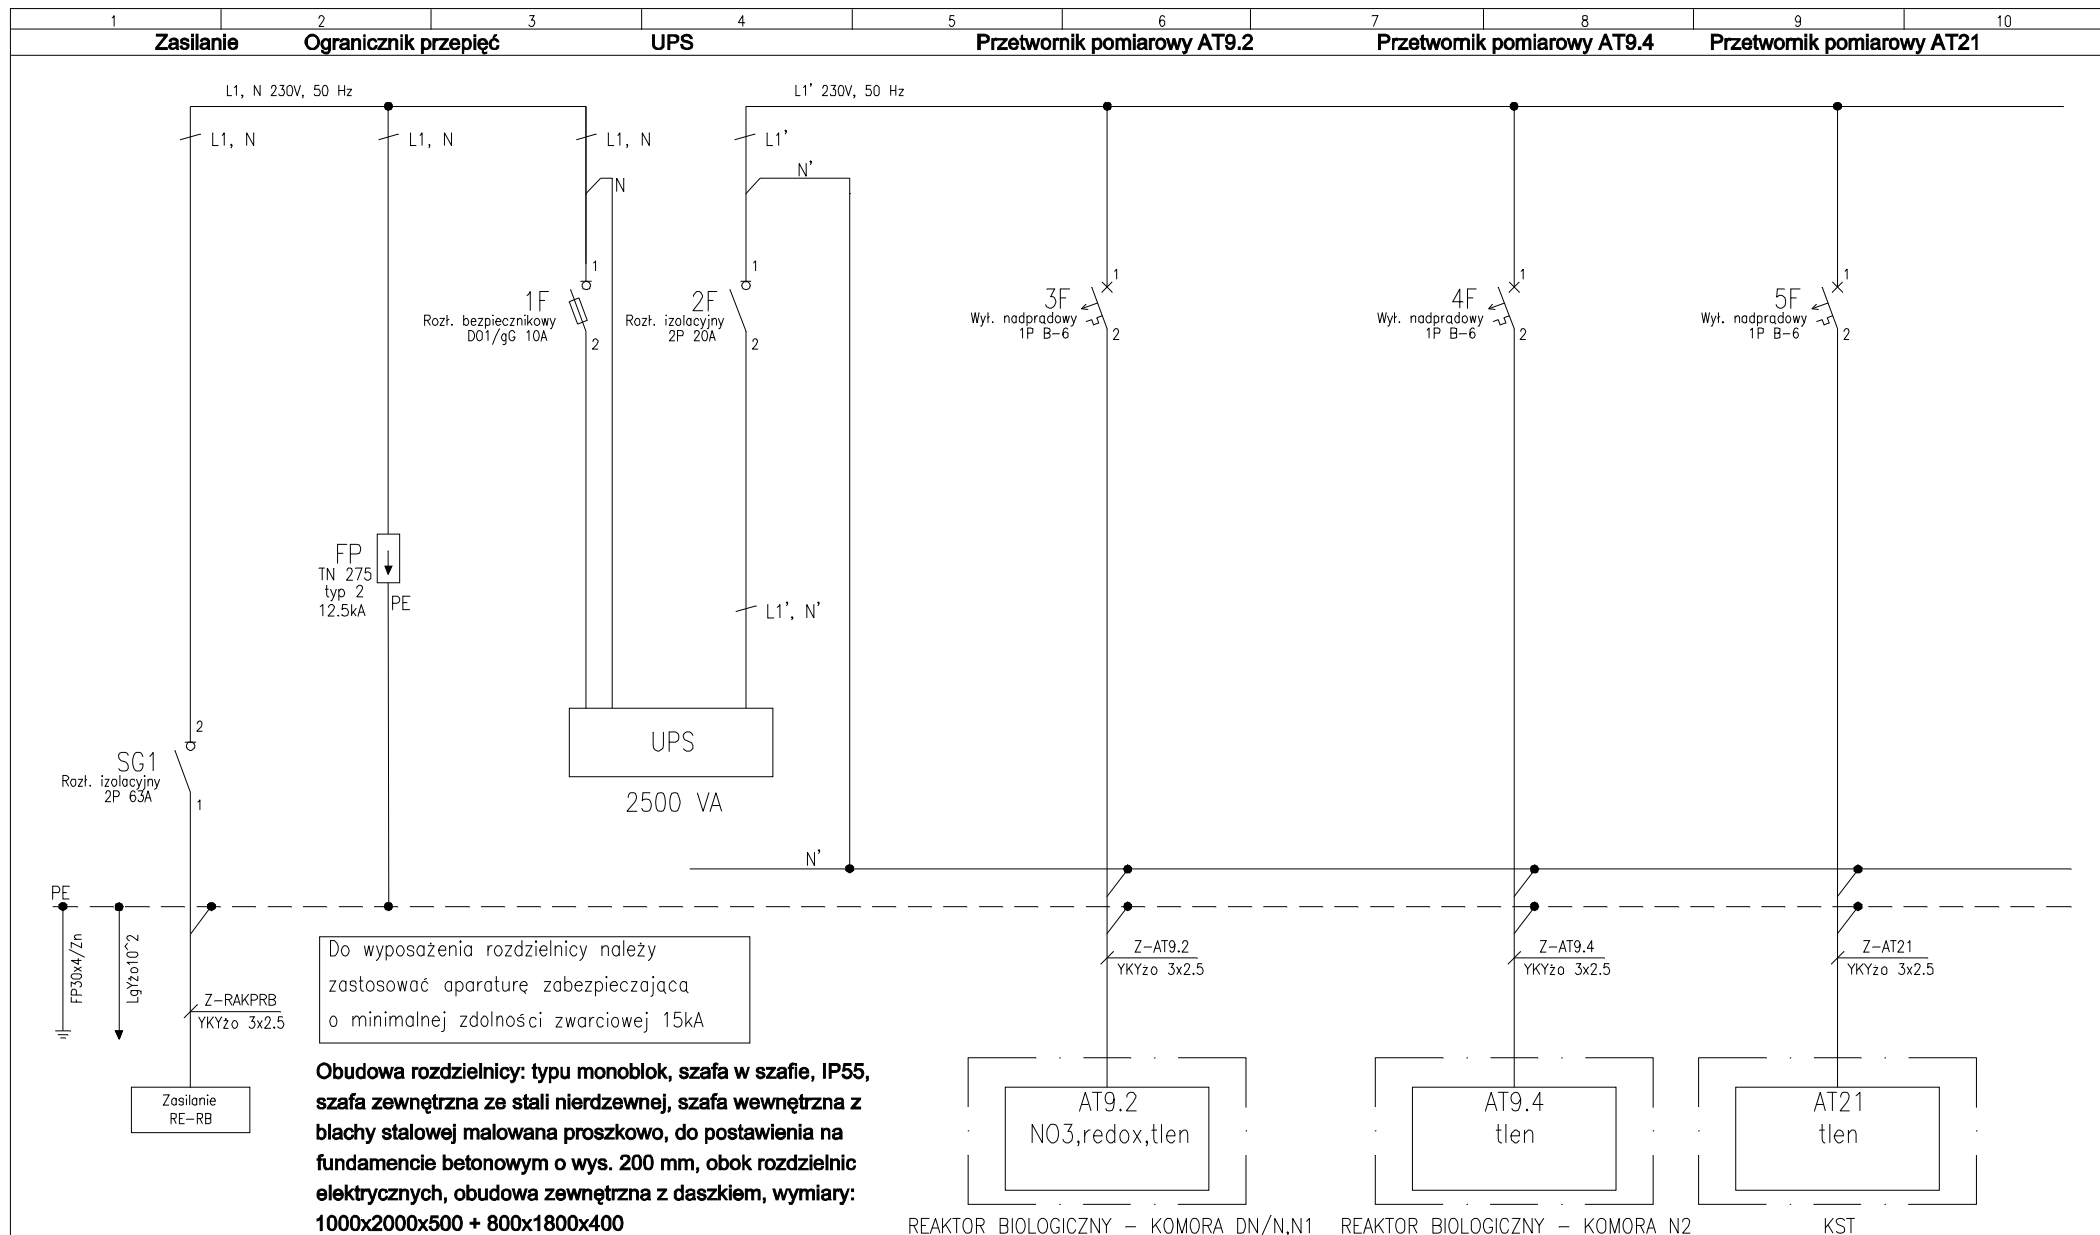 1 2 3 4 5 6 7 8 9 10
Zasilanie Ogranicznik przepięć UPS Przetwornik pomiarowy AT9.2 Przetwornik pomiarowy AT9.4 Przetwornik pomiarowy AT21
L1, N 230V, 50 Hz
L1' 230V, 50 Hz
L1, N
L1, N
L1, N
L1'
N
N'
1
1F
Rozł. bezpiecznikowy
D01/gG 10A
2
1
2F
Rozł. izolacyjny
2P 20A
2
1
3F
Wył. nadprądowy
1P B-6
2
1
4F
Wył. nadprądowy
1P B-6
2
1
5F
Wył. nadprądowy
1P B-6
2
FP
TN 275
typ 2
12.5kA
PE
L1', N'
UPS
2500 VA
2
SG1
Rozł. izolacyjny
2P 63A
1
N'
PE
FP30x4/Zn
LgYżo10^2
Z-RAKPRB
YKYżo 3x2.5
Zasilanie
RE-RB
Do wyposażenia rozdzielnicy należy
zastosować aparaturę zabezpieczającą
o minimalnej zdolności zwarciowej 15kA
Obudowa rozdzielnicy: typu monoblok, szafa w szafie, IP55,
szafa zewnętrzna ze stali nierdzewnej, szafa wewnętrzna z
blachy stalowej malowana proszkowo, do postawienia na
fundamencie betonowym o wys. 200 mm, obok rozdzielnic
elektrycznych, obudowa zewnętrzna z daszkiem, wymiary:
1000x2000x500 + 800x1800x400
Z-AT9.2
YKYżo 3x2.5
AT9.2
NO3,redox,tlen
REAKTOR BIOLOGICZNY - KOMORA DN/N,N1
Z-AT9.4
YKYżo 3x2.5
AT9.4
tlen
REAKTOR BIOLOGICZNY - KOMORA N2
Z-AT21
YKYżo 3x2.5
AT21
tlen
KST